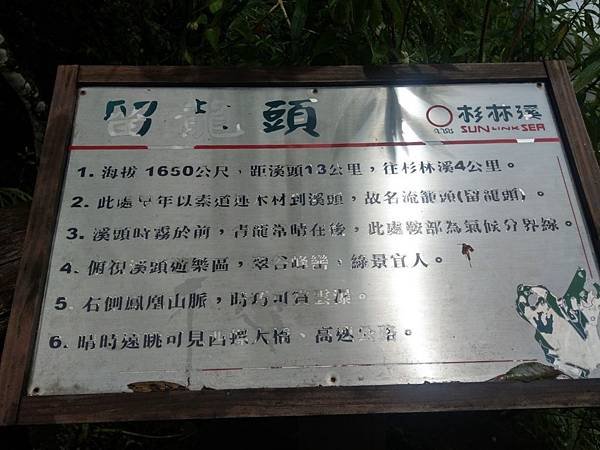 留龍頭
杉林溪
SUN LINK SEA
1. 海拔 1650公尺，距溪頭13公里，往杉林溪4公里。
2. 此處早年以索道運木材到溪頭，故名流籠頭(留龍頭)。
3. 溪頭時霧於前，青龍常晴在後，此處鞍部為氣候分界線。
4. 俯視溪頭遊樂區，翠谷峰巒、綠景宜人。
5. 右側鳳凰山脈，時符可賞雲瀑。
6. 晴時遠眺可見西螺大橋、高速公路。